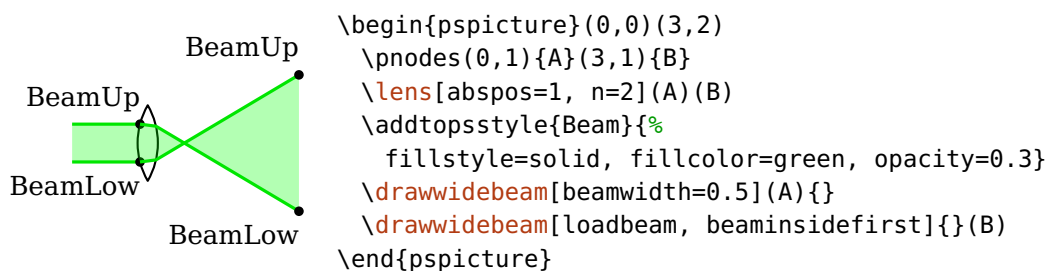 BeamUp
BeamUp
BeamLow
BeamLow
\begin{pspicture}(0,0)(3,2)
\pnodes(0,1){A}(3,1){B}
\lens[abspos=1, n=2](A)(B)
\addtopsstyle{Beam}{%
fillstyle=solid, fillcolor=green, opacity=0.3}
\drawwidebeam[beamwidth=0.5](A){}
\drawwidebeam[loadbeam, beaminsidefirst]{}(B)
\end{pspicture}